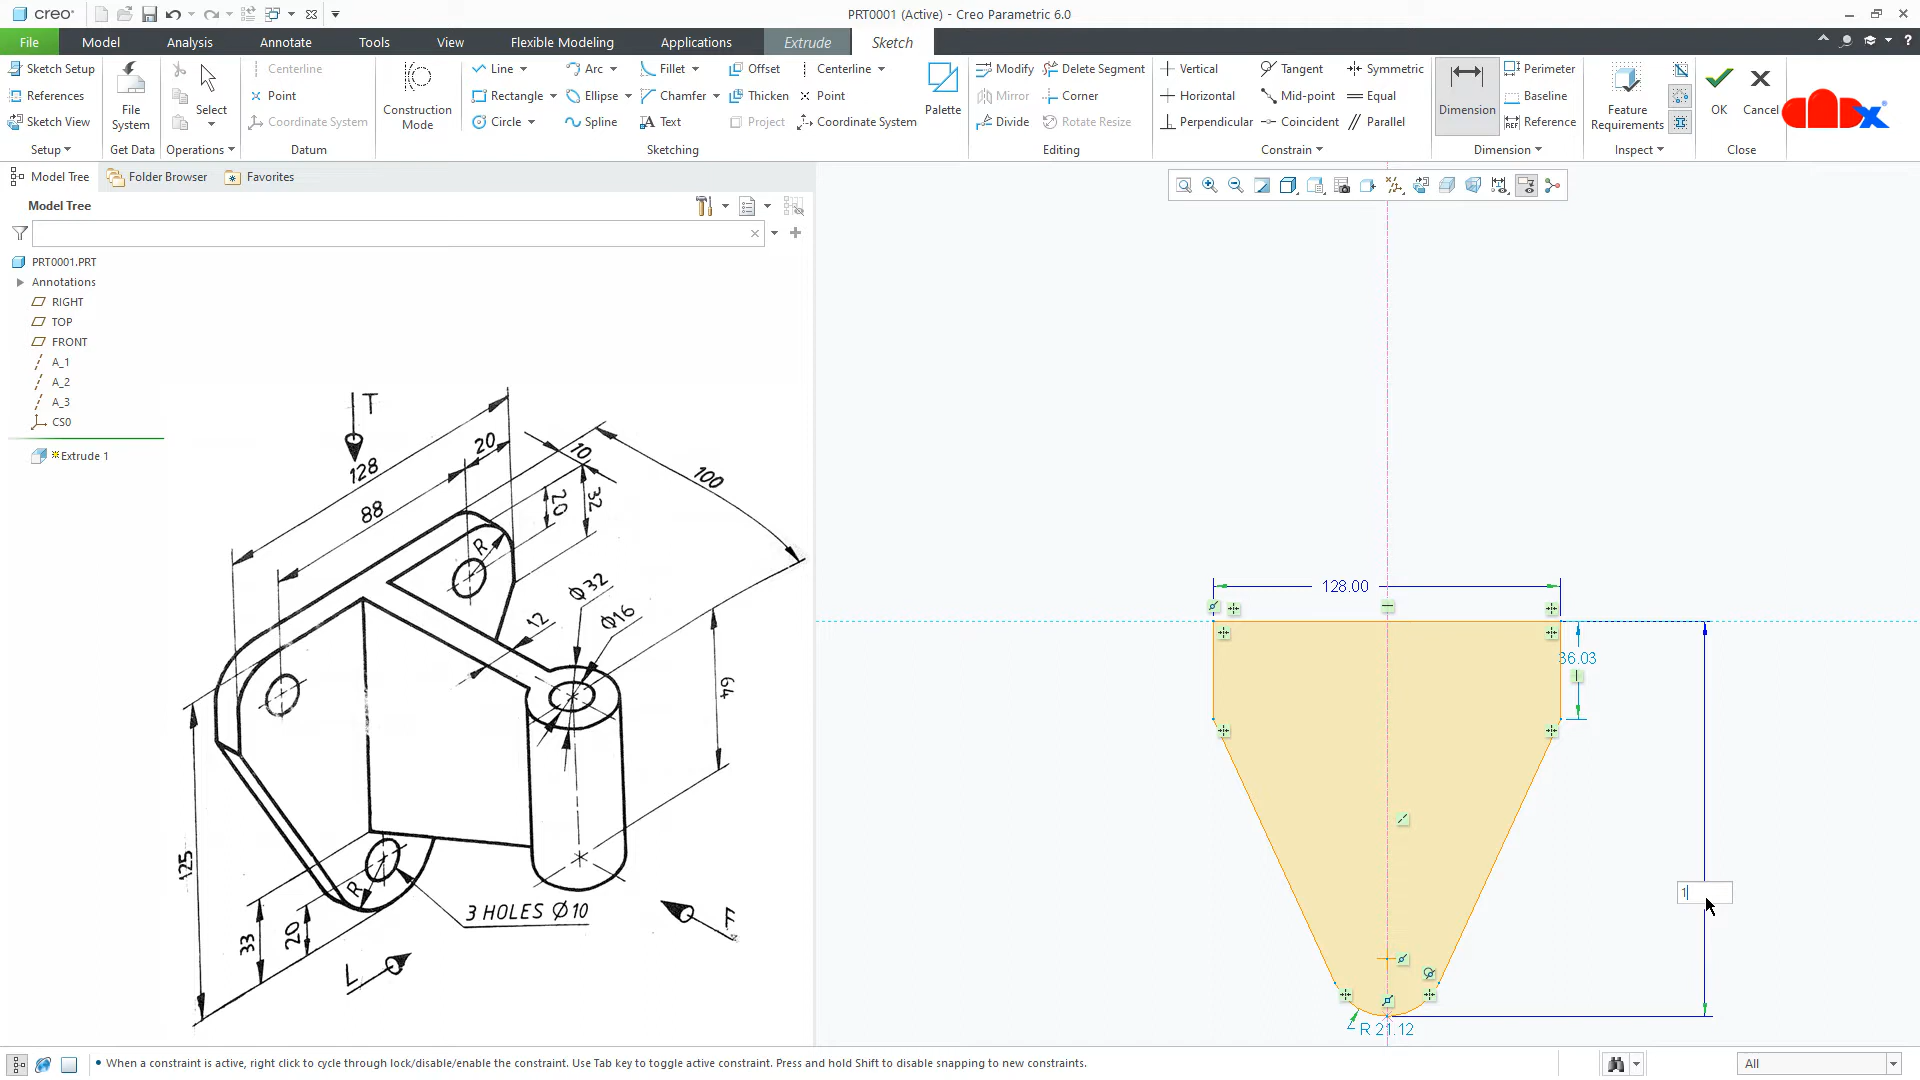 creo
PRT0001 (Active) - Creo Parametric 6.0
File Model Analysis Annotate Tools View Flexible Modeling Applications Extrude Sketch
Sketch Setup
References
Sketch View
Setup
File System
Get Data
Select
Operations
Centerline
Point
Coordinate System
Datum
Construction Mode
Line Arc Fillet Offset Centerline
Rectangle Ellipse Chamfer Thicken Point
Circle Spline Text Project Coordinate System
Palette
Sketching
Modify Delete Segment
Mirror Corner
Divide Rotate Resize
Editing
Vertical Tangent Symmetric
Horizontal Mid-point Equal
Perpendicular Coincident Parallel
Constrain
Dimension
Perimeter
Baseline
Reference
Dimension
Feature Requirements
Inspect
OK
Cancel
Close
Model Tree Folder Browser Favorites
Model Tree
PRT0001.PRT
Annotations
RIGHT
TOP
FRONT
A_1
A_2
A_3
CS0
Extrude 1
T
128
20
10
100
88
20
32
R
Φ32
Φ16
12
64
125
R
3 HOLES Φ10
33
20
L
F
128.00
36.03
1
R 21.12
• When a constraint is active, right click to cycle through lock/disable/enable the constraint. Use Tab key to toggle active constraint. Press and hold Shift to disable snapping to new constraints.
All